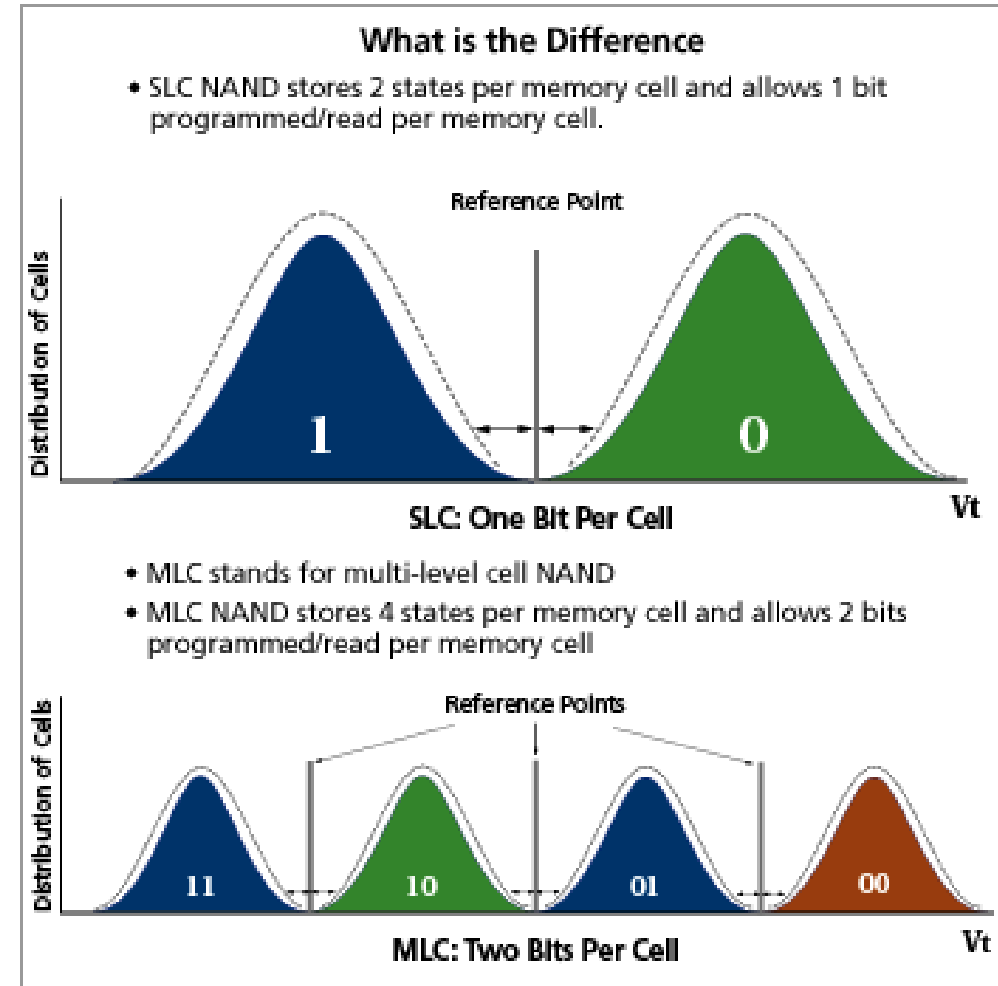 What is the Difference
• SLC NAND stores 2 states per memory cell and allows 1 bit
programmed/read per memory cell.
Reference Point
Distribution of Cells
1
0
Vt
SLC: One Bit Per Cell
• MLC stands for multi-level cell NAND
• MLC NAND stores 4 states per memory cell and allows 2 bits
programmed/read per memory cell
Reference Points
Distribution of Cells
11
10
01
00
Vt
MLC: Two Bits Per Cell